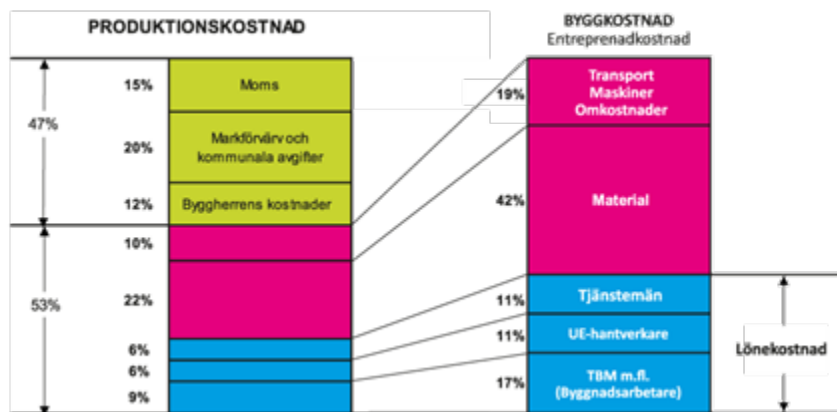 PRODUKTIONSKOSTNAD
47%
53%
15%
Moms
20%
Markförvärv och
kommunala avgifter
12%
Byggherrens kostnader
10%
22%
6%
6%
9%
BYGGKOSTNAD
Entreprenadkostnad
19%
Transport
Maskiner
Omkostnader
42%
Material
11%
Tjänstemän
11%
UE-hantverkare
17%
TBM m.fl.
(Byggnadsarbetare)
Lönekostnad